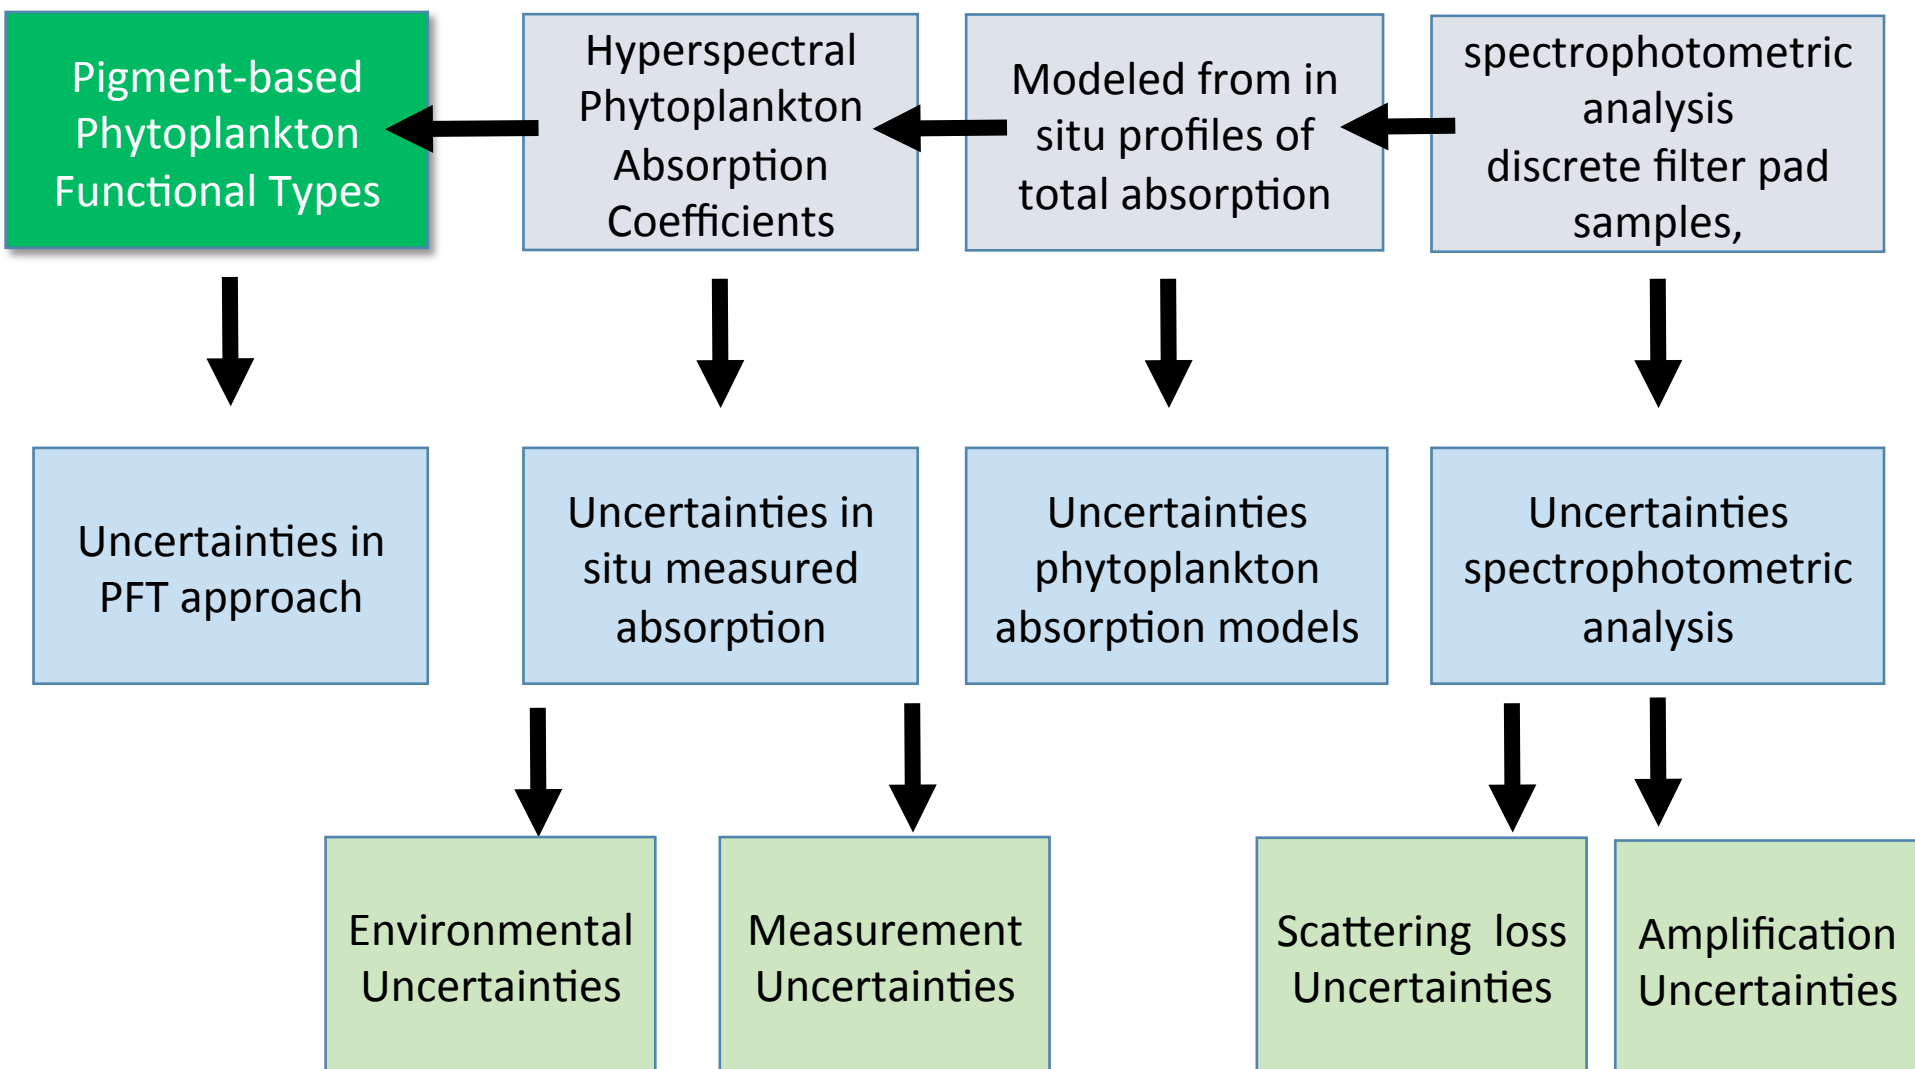 Pigment-based
Phytoplankton
Functional Types
Hyperspectral
Phytoplankton
Absorption
Coefficients
Modeled from in
situ profiles of
total absorption
spectrophotometric
analysis
discrete filter pad
samples,
Uncertainties in
PFT approach
Uncertainties in
situ measured
absorption
Uncertainties
phytoplankton
absorption models
Uncertainties
spectrophotometric
analysis
Environmental
Uncertainties
Measurement
Uncertainties
Scattering loss
Uncertainties
Amplification
Uncertainties